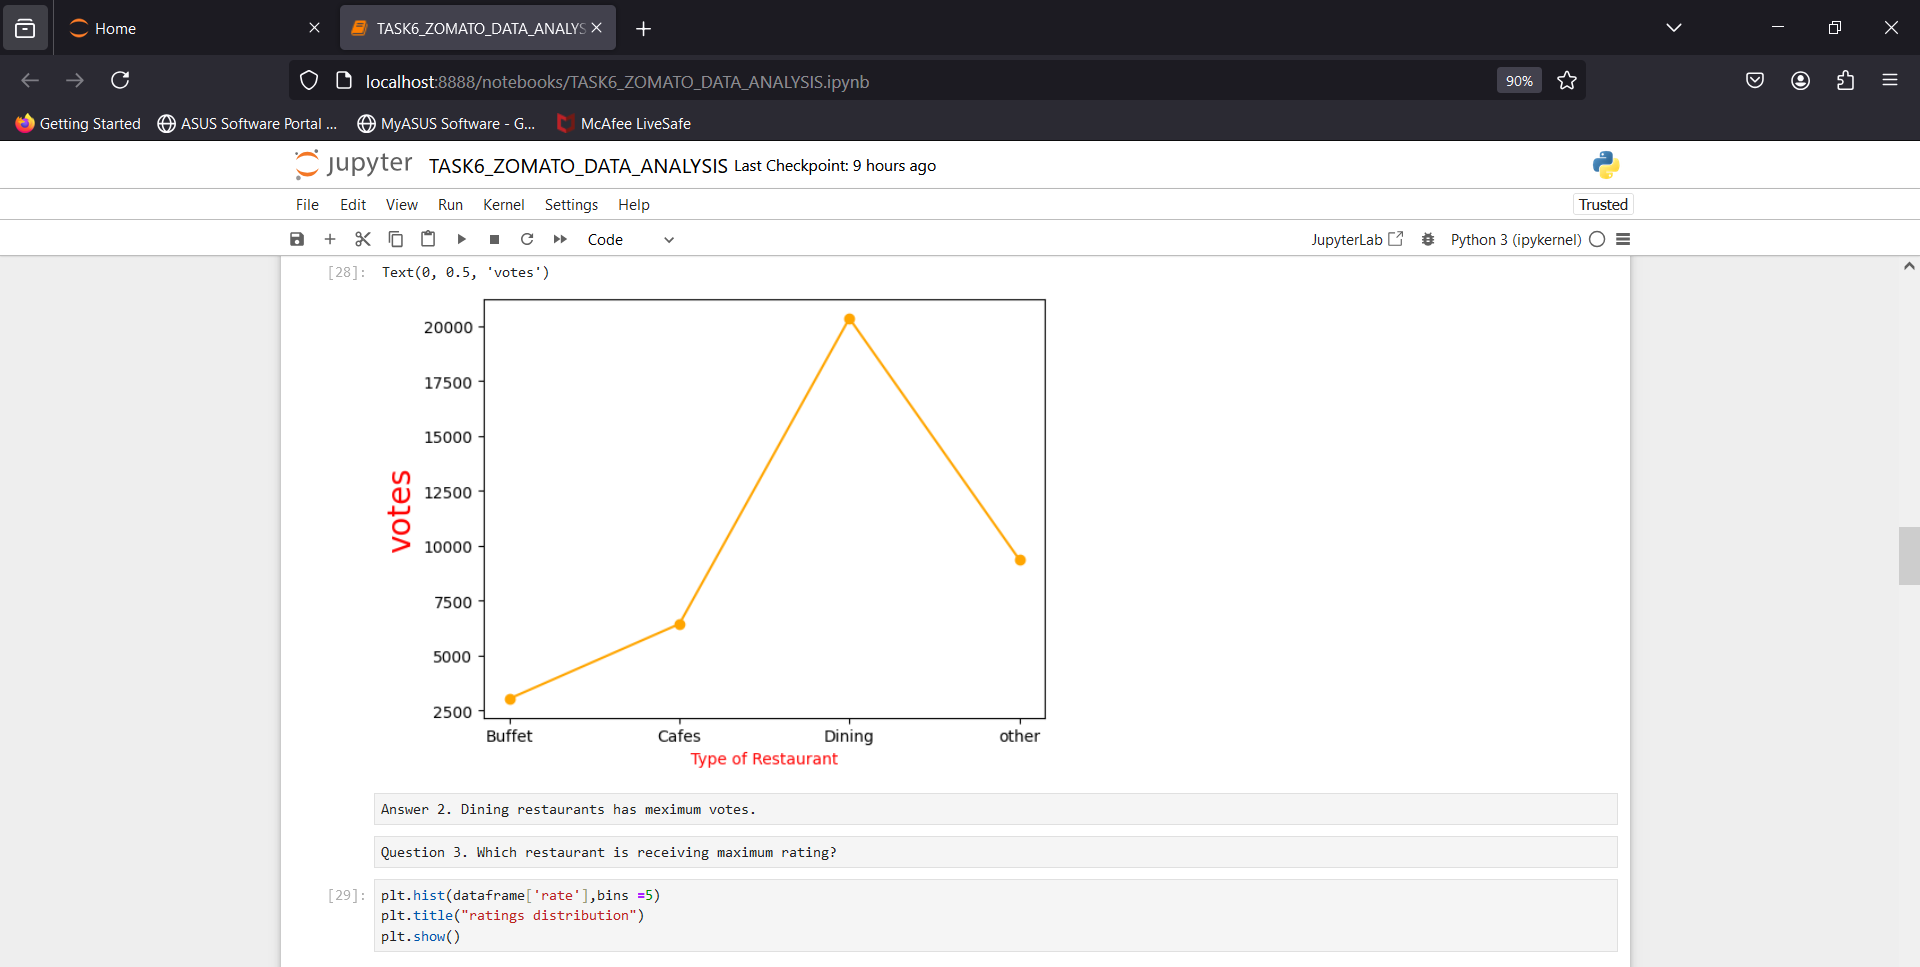 Home
TASK6_ZOMATO_DATA_ANALYS
localhost:8888/notebooks/TASK6_ZOMATO_DATA_ANALYSIS.ipynb
90%
Getting Started
ASUS Software Portal ...
MyASUS Software - G...
McAfee LiveSafe
jupyter
TASK6_ZOMATO_DATA_ANALYSIS Last Checkpoint: 9 hours ago
File Edit View Run Kernel Settings Help
Trusted
Code
JupyterLab
Python 3 (ipykernel)
[28]: Text(0, 0.5, 'votes')
20000
17500
15000
12500
10000
7500
5000
2500
votes
Buffet Cafes Dining other
Type of Restaurant
Answer 2. Dining restaurants has meximum votes.
Question 3. Which restaurant is receiving maximum rating?
[29]: plt.hist(dataframe['rate'],bins =5)
plt.title("ratings distribution")
plt.show()